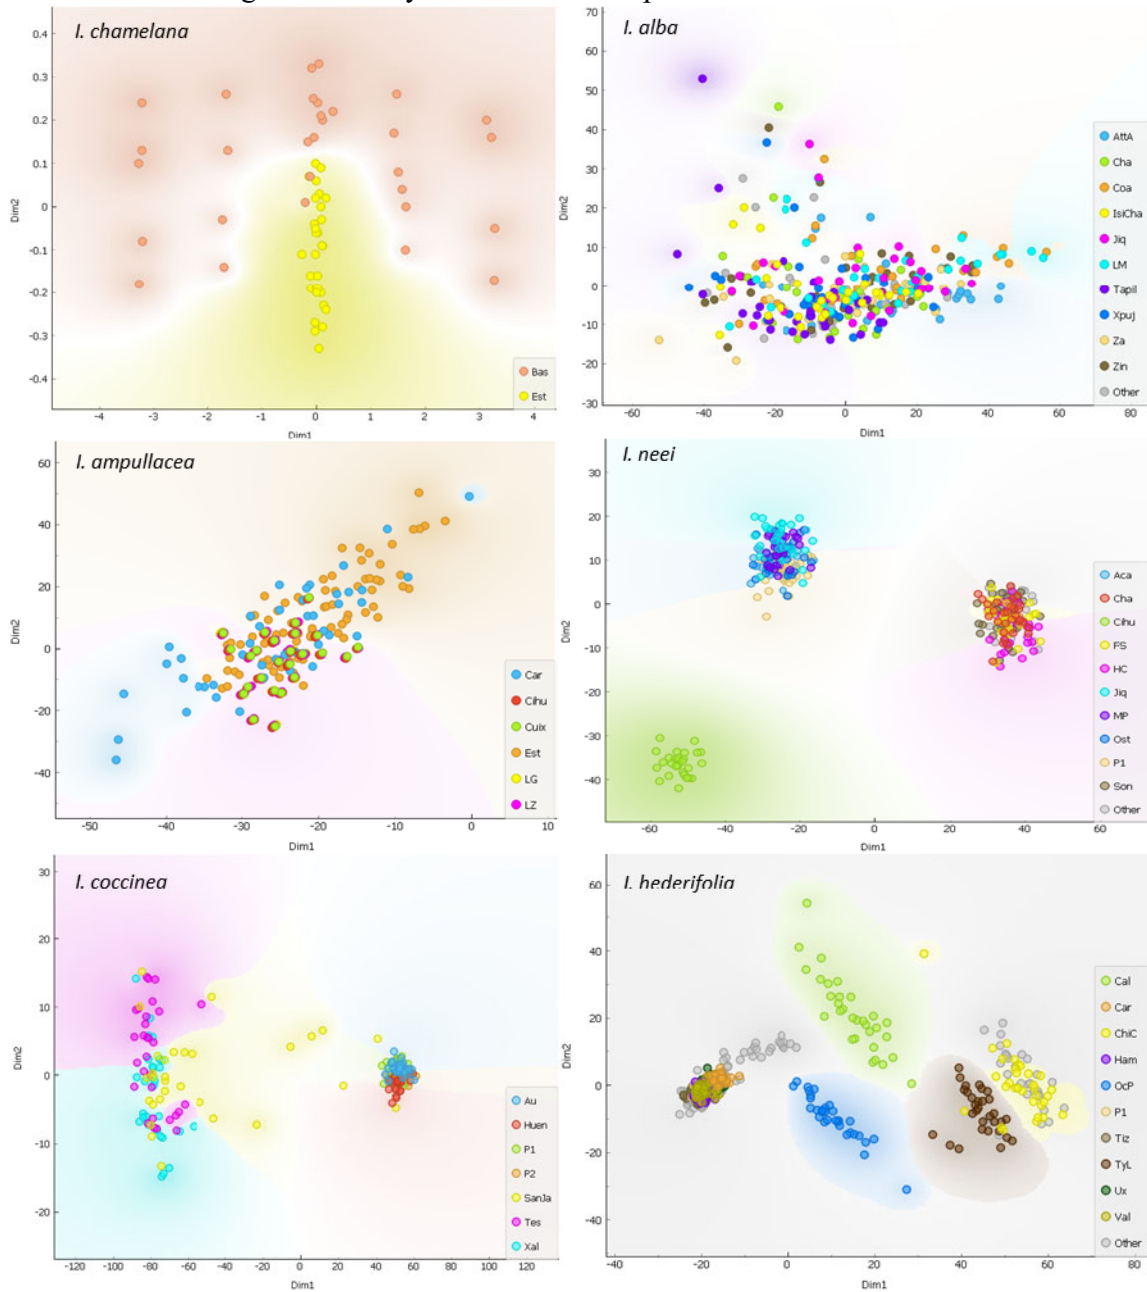 I. chamelana
0.4
0.3
0.2
0.1
0
-0.1
-0.2
-0.3
-0.4
Dim2
-4
-3
-2
-1
0
1
2
3
4
Dim1
Bas
Est
I. alba
70
60
50
40
30
20
10
0
-10
-20
-30
Dim2
-60
-40
-20
0
20
40
60
80
Dim1
AttA
Cha
Coa
IsiCha
Jiq
LM
Tapil
Xpuj
Za
Zin
Other
I. ampullacea
60
40
20
0
-20
-40
Dim2
-50
-40
-30
-20
-10
0
10
Dim1
Car
Cihu
Cuix
Est
LG
LZ
I. neei
30
20
10
0
-10
-20
-30
-40
Dim2
-60
-40
-20
0
20
40
60
Dim1
Aca
Cha
Cihu
FS
HC
Jiq
MP
Ost
P1
Son
Other
I. coccinea
30
20
10
0
-10
-20
Dim2
-120
-100
-80
-60
-40
-20
0
20
40
60
80
100
120
Dim1
Au
Huen
P1
P2
SanJa
Tes
Xal
I. hederifolia
60
40
20
0
-20
-40
Dim2
-40
-20
0
20
40
60
80
Dim1
Cal
Car
ChiC
Ham
OcP
P1
Tiz
TyL
Ux
Val
Other